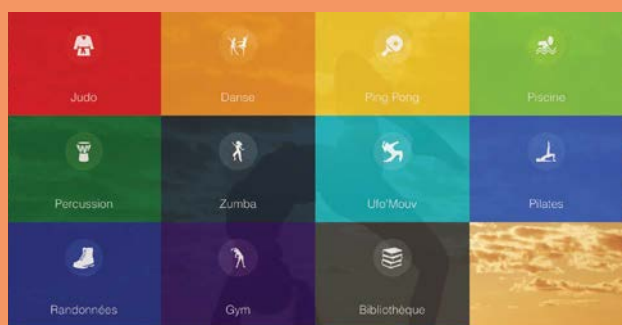 Judo
Danse
Ping Pong
Piscine
Percussion
Zumba
Ufo'Mouv
Pilates
Randonnées
Gym
Bibliothèque